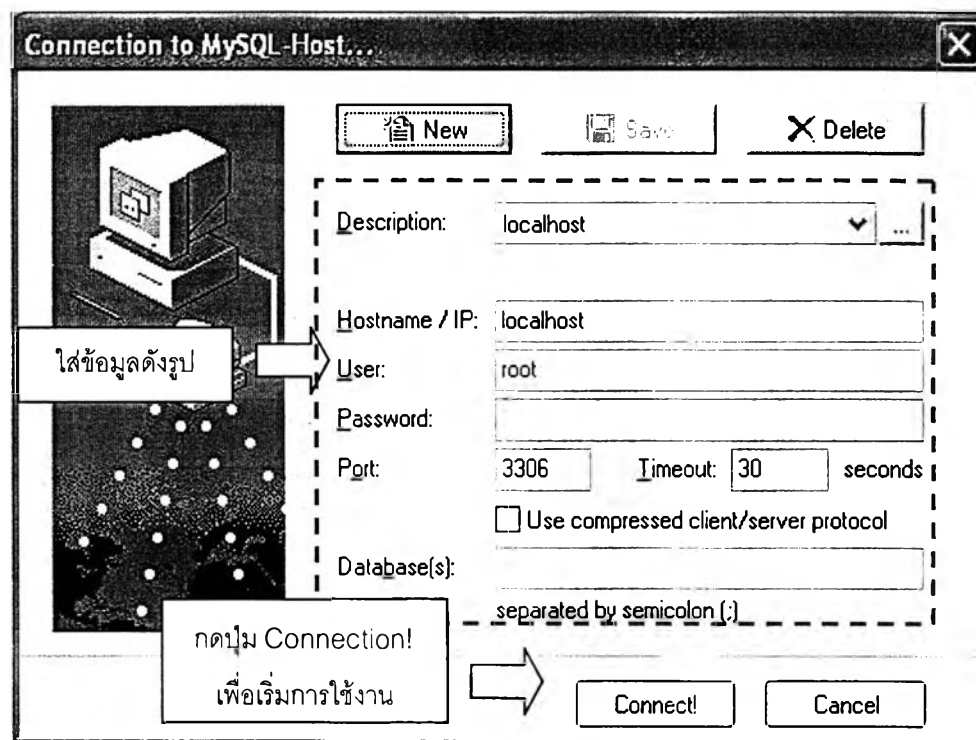 Connection to MySQL-Host...
New Save Delete
Description: localhost ...
Hostname / IP: localhost
ใส่ข้อมูลดังรูป
User: root
Password:
Port: 3306 Timeout: 30 seconds
Use compressed client/server protocol
Database(s):
separated by semicolon (;)
กดปุ่ม Connection!
เพื่อเริ่มการใช้งาน
Connect! Cancel